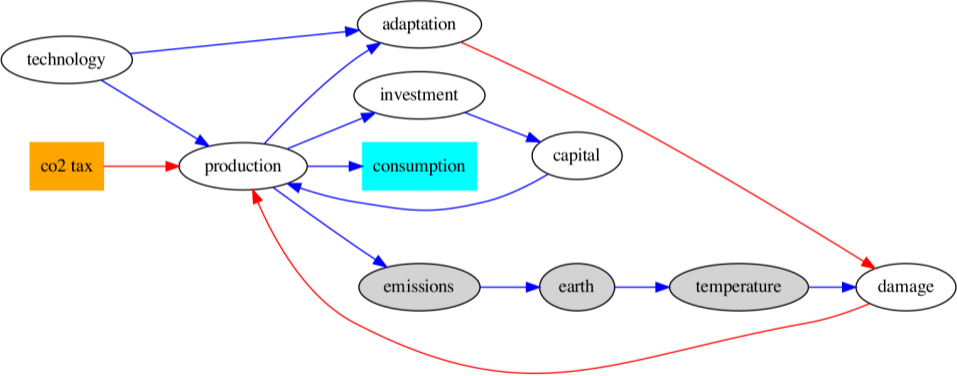 adaptation
technology
investment
capital
co2 tax
production
consumption
emissions
earth
temperature
damage